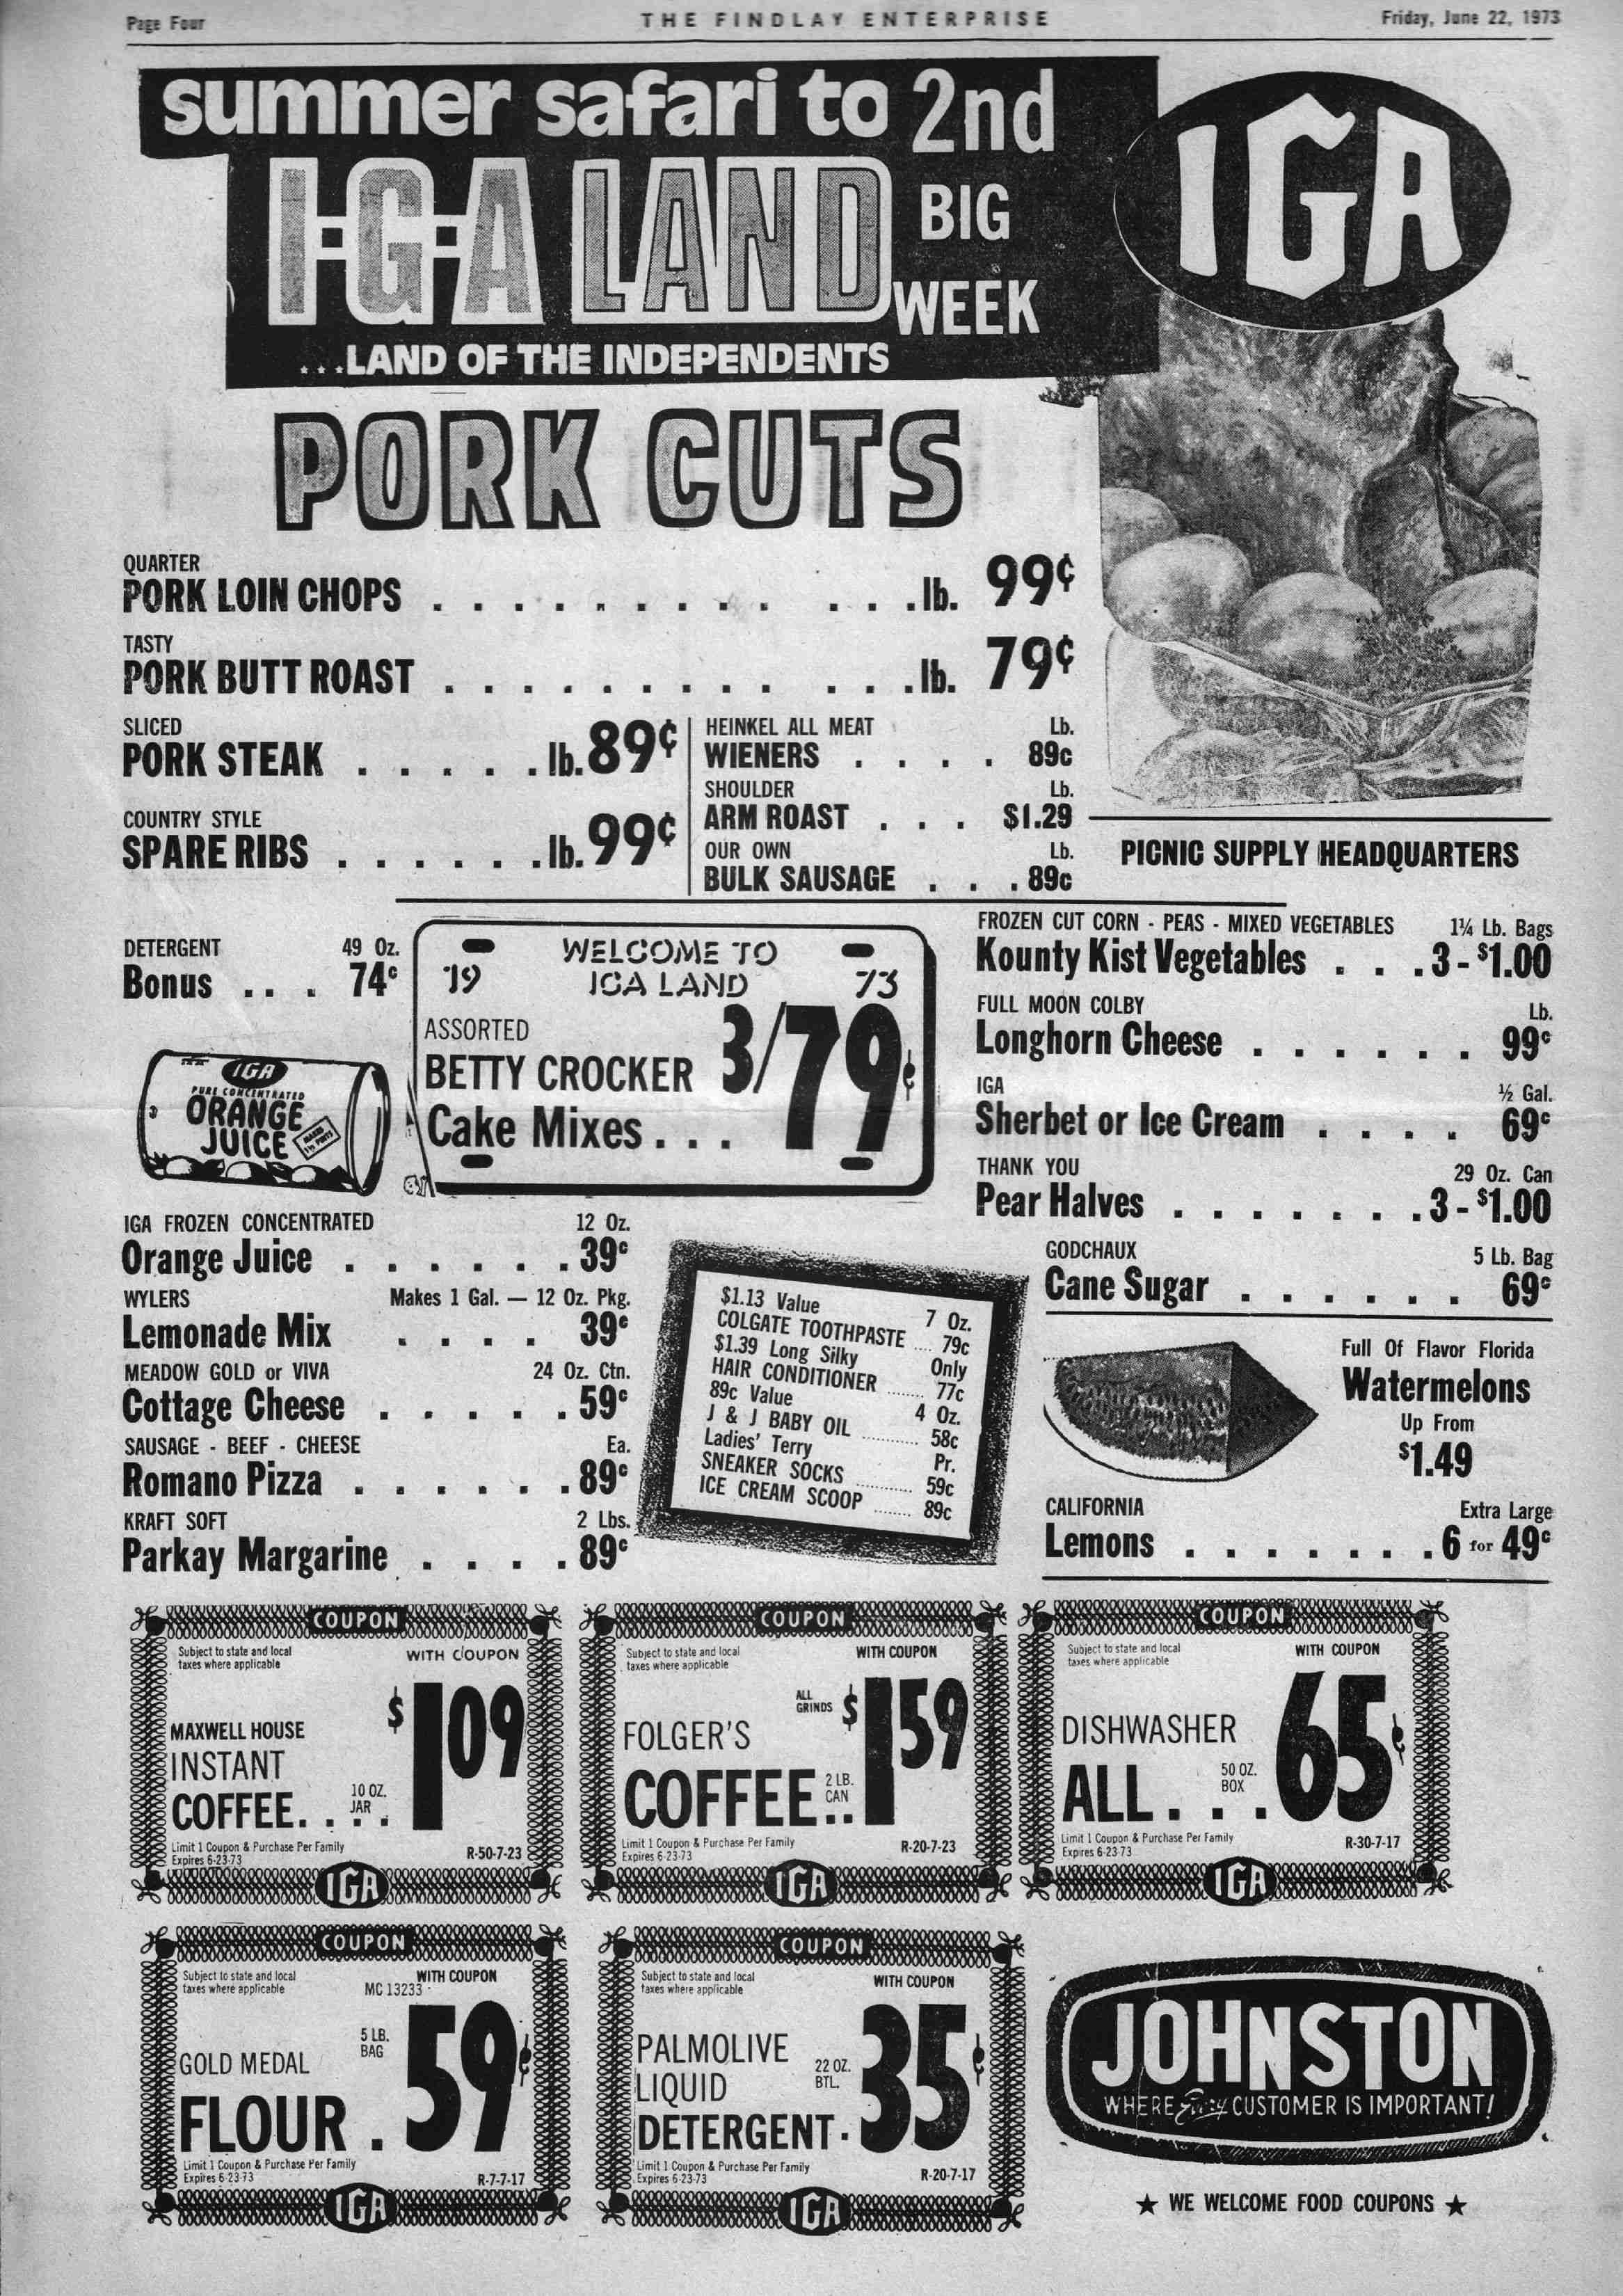 Page Four
THE FINDLAY ENTERPRISE
Friday, June 22, 1973
summer safari to 2nd
I·G·A LAND BIG
WEEK
...LAND OF THE INDEPENDENTS
IGA
PORK CUTS
QUARTER
PORK LOIN CHOPS . . . . . . . . . . . . lb. 99¢
TASTY
PORK BUTT ROAST . . . . . . . . . . . . lb. 79¢
SLICED
PORK STEAK . . . . . . lb. 89¢
COUNTRY STYLE
SPARE RIBS . . . . . . . lb. 99¢
HEINKEL ALL MEAT Lb.
WIENERS . . . . 89c
SHOULDER Lb.
ARM ROAST . . . $1.29
OUR OWN Lb.
BULK SAUSAGE . . . 89c
PICNIC SUPPLY HEADQUARTERS
DETERGENT 49 Oz.
Bonus . . . 74¢
IGA
PURE CONCENTRATED
ORANGE
JUICE
MAKES
1½ PINTS
'19 WELCOME TO 73
IGA LAND
ASSORTED
BETTY CROCKER
Cake Mixes . . . 3/79¢
FROZEN CUT CORN - PEAS - MIXED VEGETABLES 1¼ Lb. Bags
Kounty Kist Vegetables . . . 3 - $1.00
FULL MOON COLBY Lb.
Longhorn Cheese . . . . . . 99¢
IGA ½ Gal.
Sherbet or Ice Cream . . . . 69¢
THANK YOU 29 Oz. Can
Pear Halves . . . . . . . 3 - $1.00
GODCHAUX 5 Lb. Bag
Cane Sugar . . . . . . 69¢
IGA FROZEN CONCENTRATED 12 Oz.
Orange Juice . . . . . . 39¢
WYLERS Makes 1 Gal. — 12 Oz. Pkg.
Lemonade Mix . . . . 39¢
MEADOW GOLD or VIVA 24 Oz. Ctn.
Cottage Cheese . . . . . 59¢
SAUSAGE - BEEF - CHEESE Ea.
Romano Pizza . . . . . . 89¢
KRAFT SOFT 2 Lbs.
Parkay Margarine . . . . 89¢
$1.13 Value 7 Oz.
COLGATE TOOTHPASTE .... 79c
$1.39 Long Silky Only
HAIR CONDITIONER ....... 77c
89c Value 4 Oz.
J & J BABY OIL ........... 58c
Ladies' Terry Pr.
SNEAKER SOCKS .......... 59c
ICE CREAM SCOOP ....... 89c
Full Of Flavor Florida
Watermelons
Up From
$1.49
CALIFORNIA Extra Large
Lemons . . . . . . . 6 for 49¢
COUPON
Subject to state and local
taxes where applicable
WITH COUPON
MAXWELL HOUSE
INSTANT
COFFEE. . . . 10 OZ. JAR $1 09
Limit 1 Coupon & Purchase Per Family
Expires 6-23-73
R-50-7-23
IGA
COUPON
Subject to state and local
taxes where applicable
WITH COUPON
ALL GRINDS
FOLGER'S
COFFEE.. 2 LB. CAN $1 59
Limit 1 Coupon & Purchase Per Family
Expires 6-23-73
R-20-7-23
IGA
COUPON
Subject to state and local
taxes where applicable
WITH COUPON
DISHWASHER
ALL. . . 50 OZ. BOX 65¢
Limit 1 Coupon & Purchase Per Family
Expires 6-23-73
R-30-7-17
IGA
COUPON
Subject to state and local
taxes where applicable
WITH COUPON
MC 13233
5 LB. BAG
GOLD MEDAL
FLOUR . 59¢
Limit 1 Coupon & Purchase Per Family
Expires 6-23-73
R-7-7-17
IGA
COUPON
Subject to state and local
taxes where applicable
WITH COUPON
PALMOLIVE
LIQUID 22 OZ. BTL.
DETERGENT. 35¢
Limit 1 Coupon & Purchase Per Family
Expires 6-23-73
R-20-7-17
IGA
JOHNSTON
WHERE Every CUSTOMER IS IMPORTANT!
★ WE WELCOME FOOD COUPONS ★